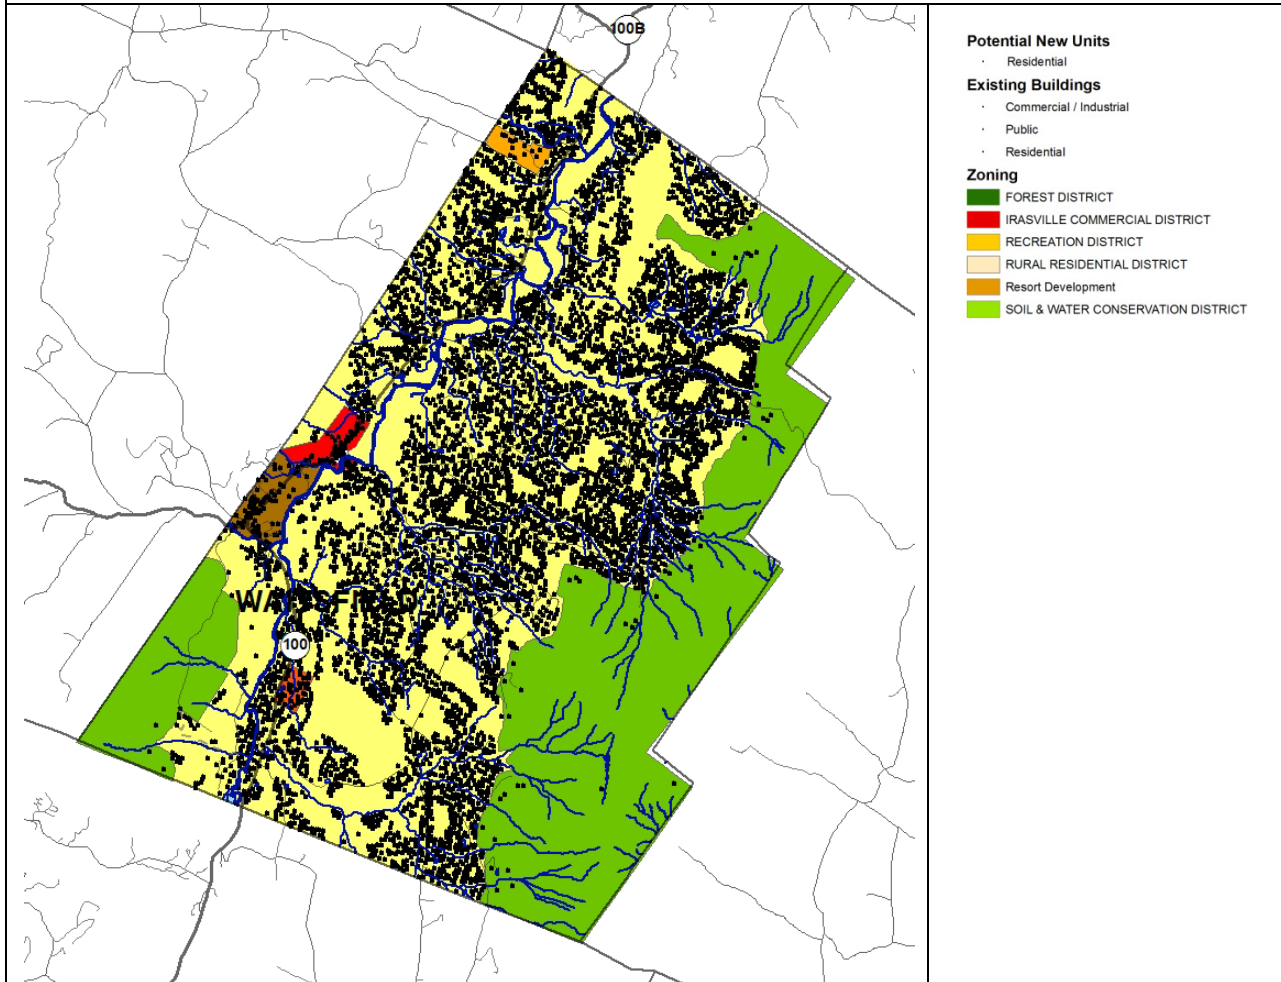 100B
WAITSFIELD
100
Potential New Units
Residential
Existing Buildings
Commercial / Industrial
Public
Residential
Zoning
FOREST DISTRICT
IRASVILLE COMMERCIAL DISTRICT
RECREATION DISTRICT
RURAL RESIDENTIAL DISTRICT
Resort Development
SOIL & WATER CONSERVATION DISTRICT